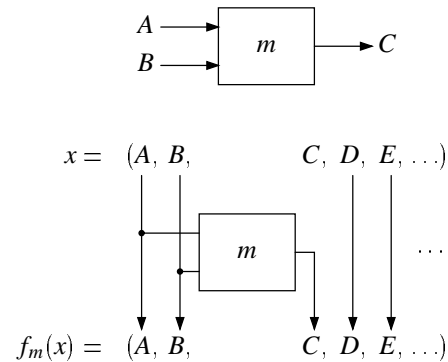 A
m
C
B
x = (A, B, C, D, E, ...)
m
...
f_m(x) = (A, B, C, D, E, ...)